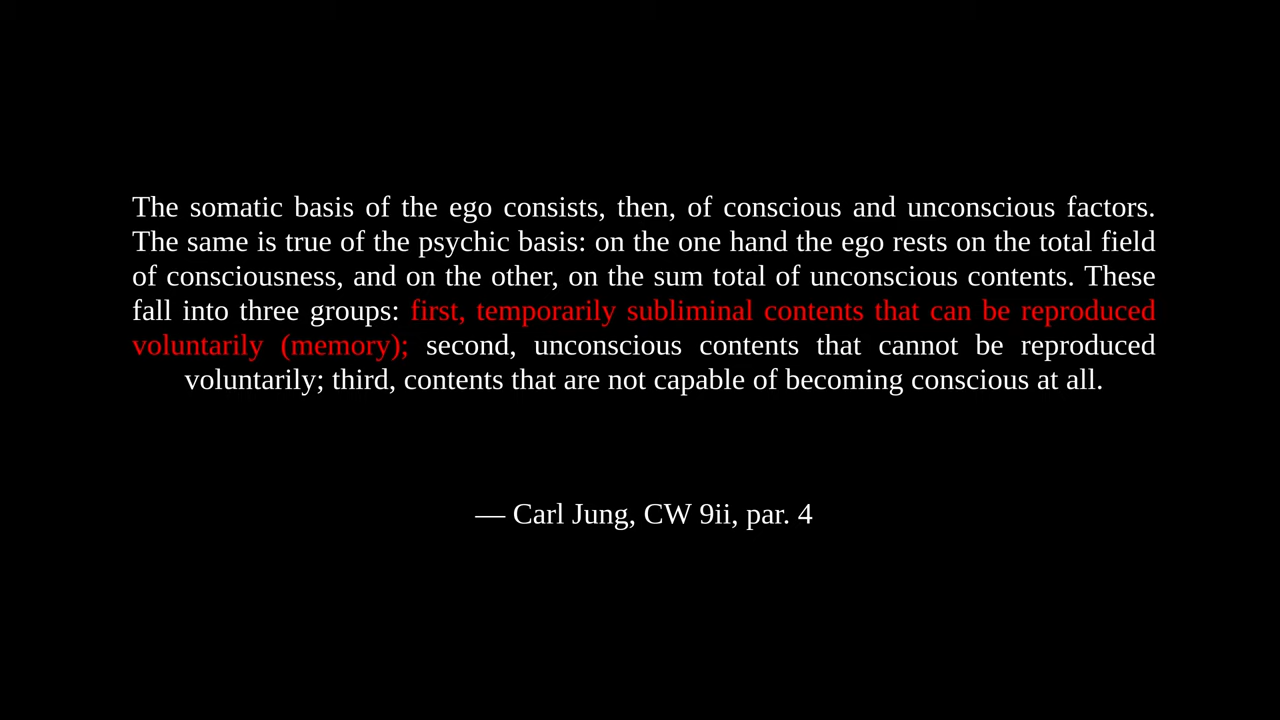 The somatic basis of the ego consists, then, of conscious and unconscious factors.
The same is true of the psychic basis: on the one hand the ego rests on the total field
of consciousness, and on the other, on the sum total of unconscious contents. These
fall into three groups: first, temporarily subliminal contents that can be reproduced
voluntarily (memory); second, unconscious contents that cannot be reproduced
voluntarily; third, contents that are not capable of becoming conscious at all.
— Carl Jung, CW 9ii, par. 4